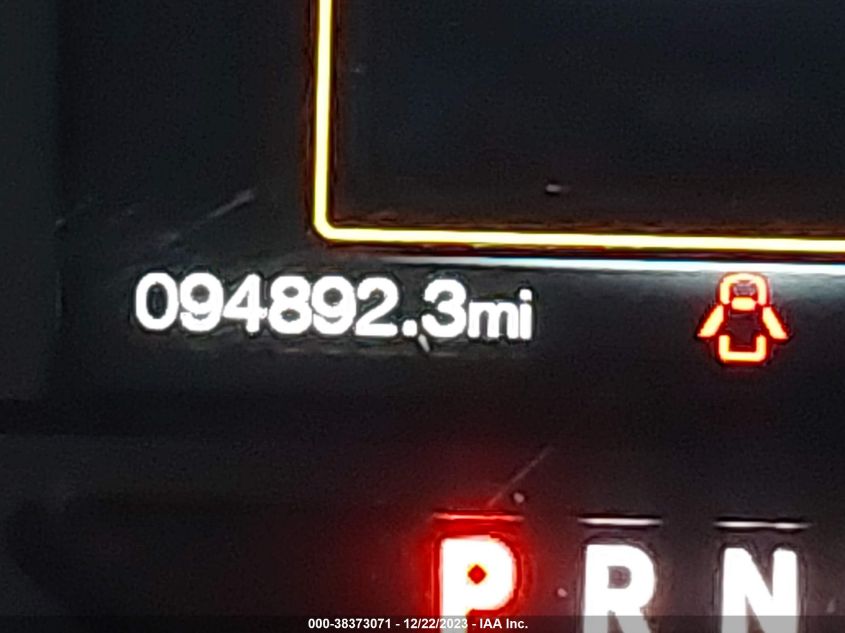 094892.3mi
P R N
000-38373071 - 12/22/2023 - IAA Inc.